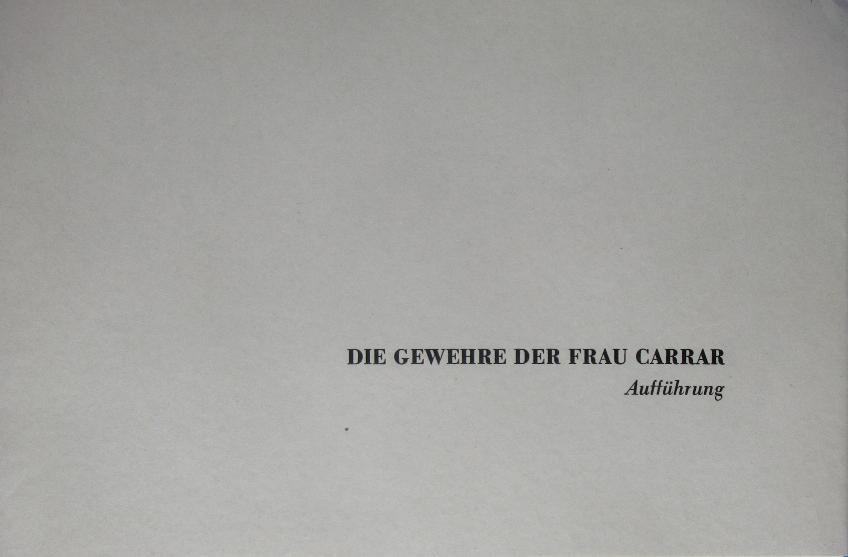 DIE GEWEHRE DER FRAU CARRAR
Aufführung